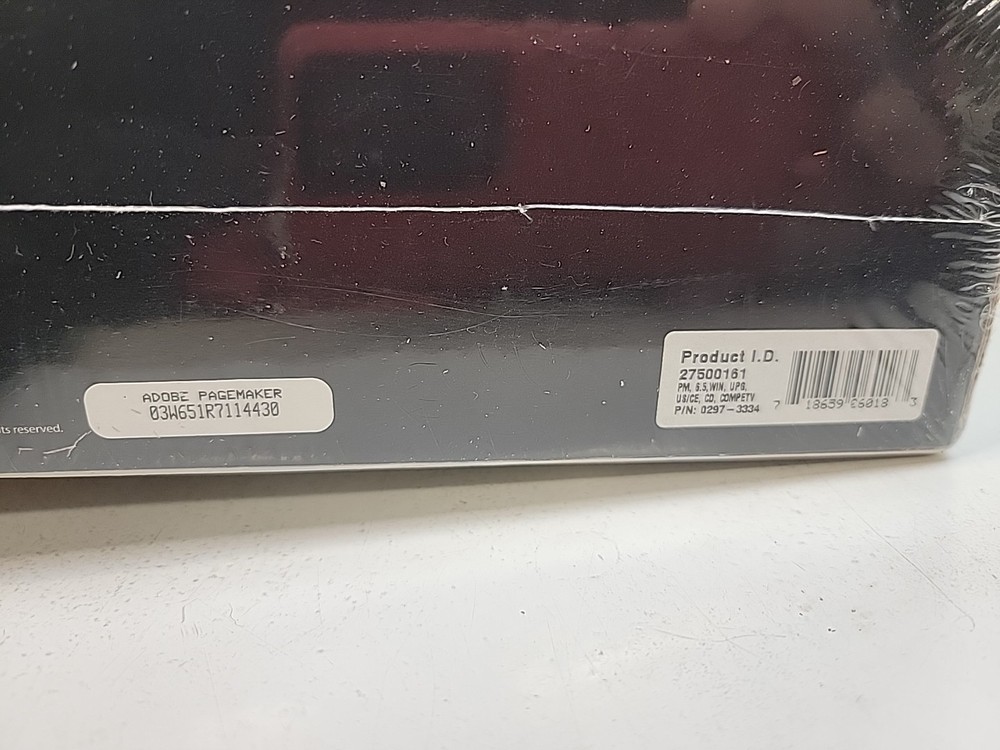 ts reserved.
ADOBE PAGEMAKER
03W651R7114430
Product I.D.
27500161
PM, 6.5, WIN, UPG,
US/CE, CD, COMPETV
P/N: 0297-3334
7 18659 26018 3